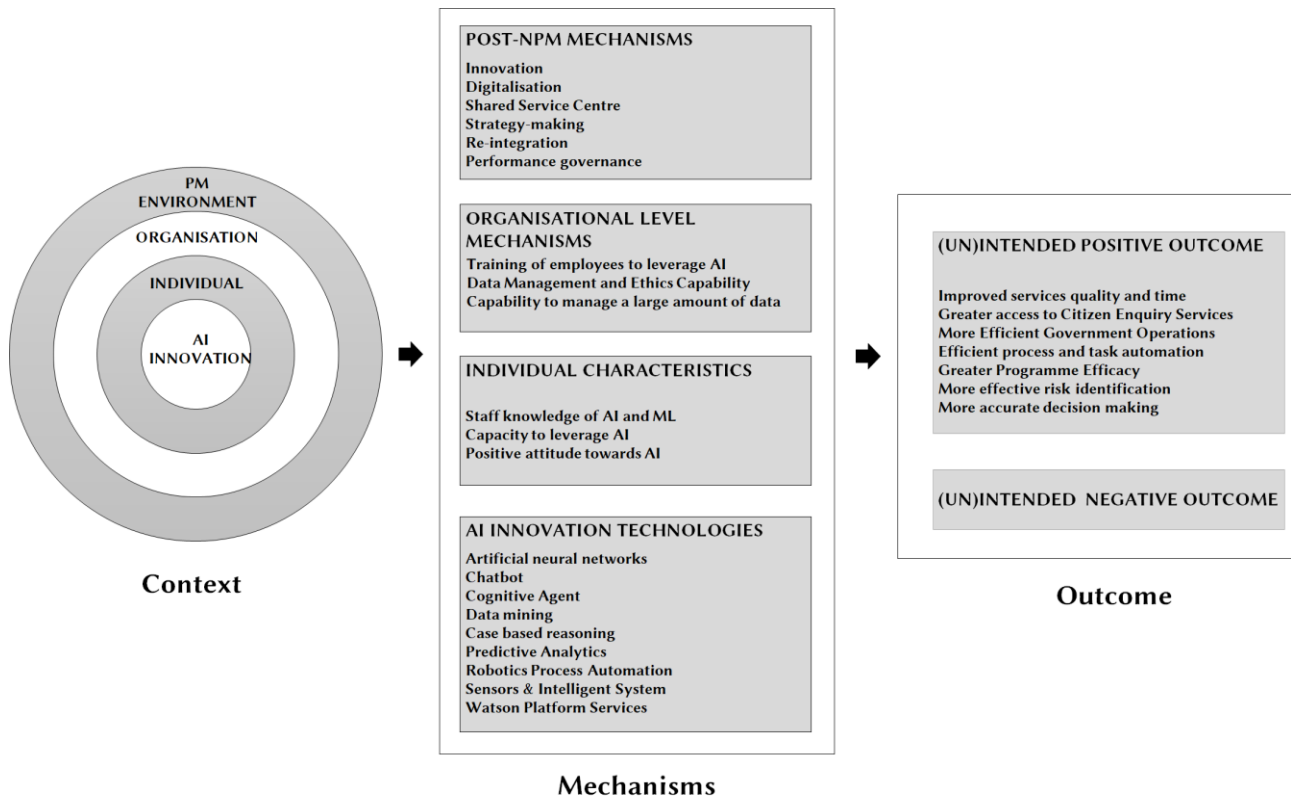 PM
ENVIRONMENT
ORGANISATION
INDIVIDUAL
AI
INNOVATION
Context
POST-NPM MECHANISMS
Innovation
Digitalisation
Shared Service Centre
Strategy-making
Re-integration
Performance governance
ORGANISATIONAL LEVEL
MECHANISMS
Training of employees to leverage AI
Data Management and Ethics Capability
Capability to manage a large amount of data
INDIVIDUAL CHARACTERISTICS
Staff knowledge of AI and ML
Capacity to leverage AI
Positive attitude towards AI
AI INNOVATION TECHNOLOGIES
Artificial neural networks
Chatbot
Cognitive Agent
Data mining
Case based reasoning
Predictive Analytics
Robotics Process Automation
Sensors & Intelligent System
Watson Platform Services
Mechanisms
(UN)INTENDED POSITIVE OUTCOME
Improved services quality and time
Greater access to Citizen Enquiry Services
More Efficient Government Operations
Efficient process and task automation
Greater Programme Efficacy
More effective risk identification
More accurate decision making
(UN)INTENDED NEGATIVE OUTCOME
Outcome